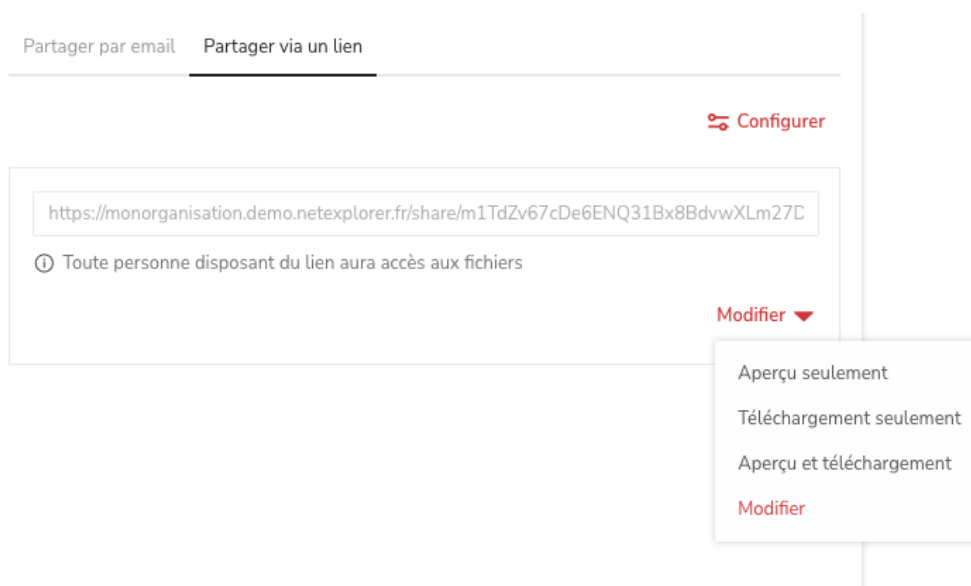 Partager par email Partager via un lien
Configurer
https://monorganisation.demo.netexplorer.fr/share/m1TdZv67cDe6ENQ31Bx8BdvwXLm27D
Toute personne disposant du lien aura accès aux fichiers
Modifier
Aperçu seulement
Téléchargement seulement
Aperçu et téléchargement
Modifier